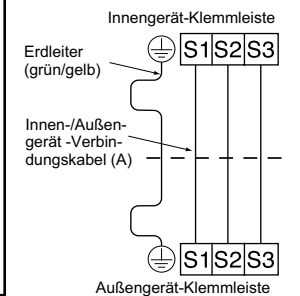 Innengerät-Klemmleiste
S1 S2 S3
Erdleiter
(grün/gelb)
Innen-/Außen-
gerät -Verbin-
dungskabel (A)
S1 S2 S3
Außengerät-Klemmleiste